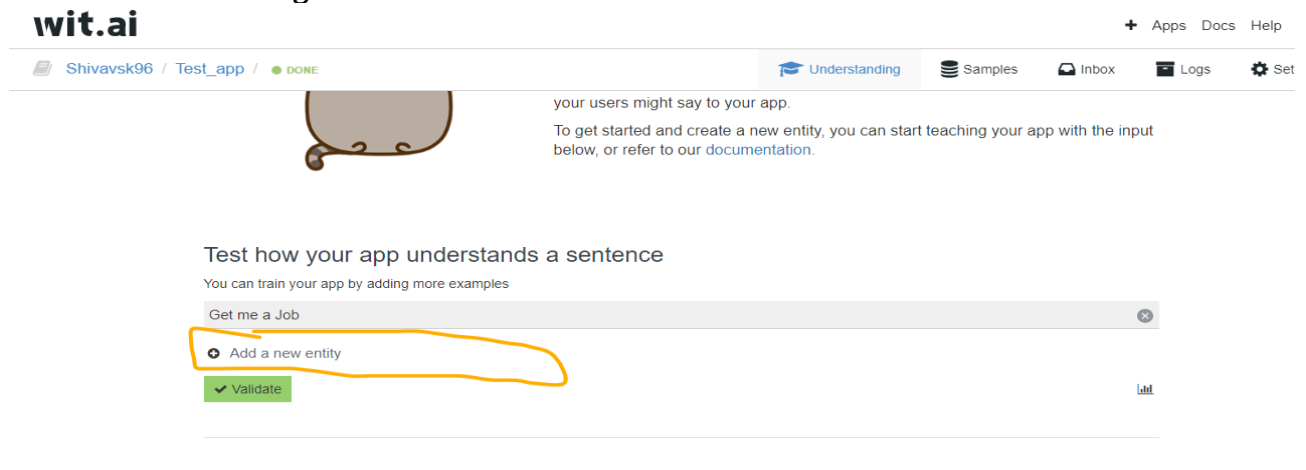 wit.ai
+ Apps Docs Help
Shivavsk96 / Test_app / DONE
Understanding Samples Inbox Logs Set
your users might say to your app.
To get started and create a new entity, you can start teaching your app with the input
below, or refer to our documentation.
Test how your app understands a sentence
You can train your app by adding more examples
Get me a Job
Add a new entity
Validate